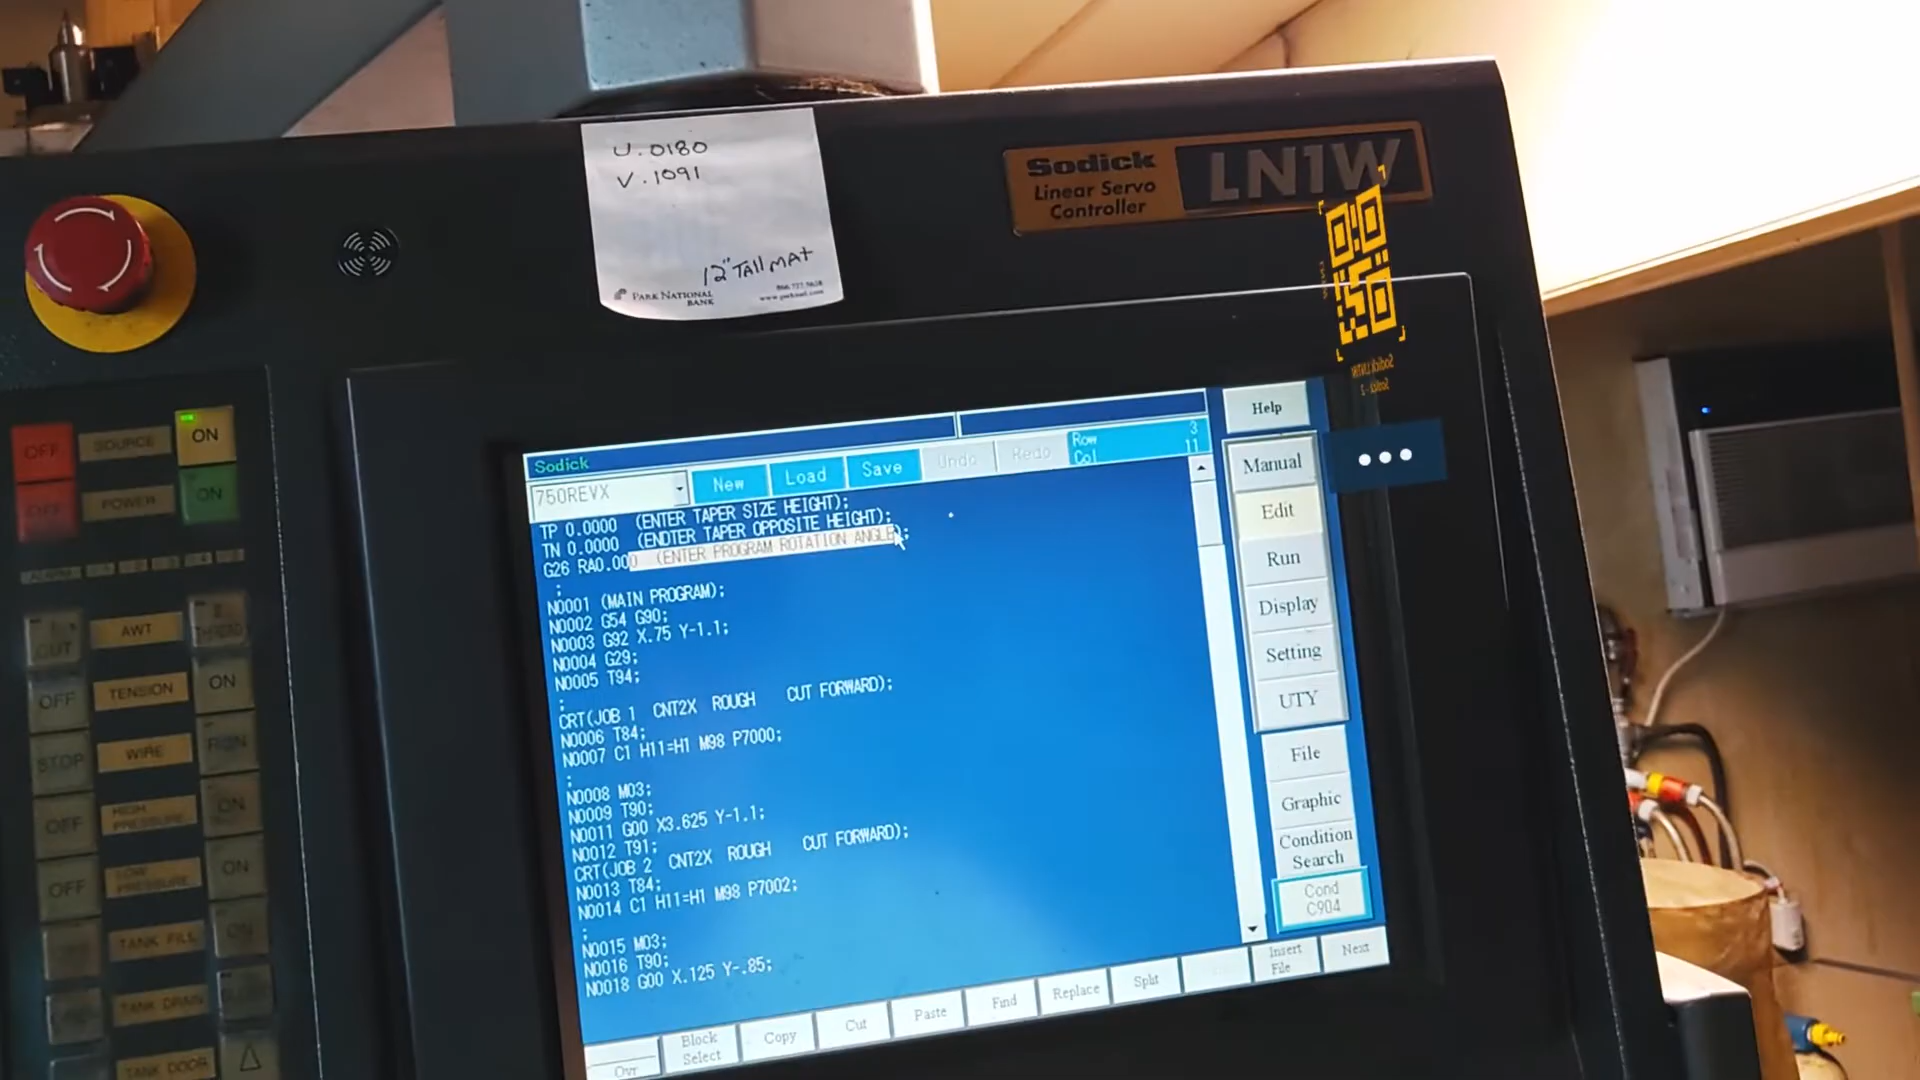 U.0180
V.1091
12" TALL MAT
PARK NATIONAL
BANK
Sodick
Linear Servo
Controller
LN1W
OFF
SOURCE
ON
POWER
ON
CUT
AWT
THREAD
OFF
TENSION
ON
STOP
WIRE
RUN
OFF
HIGH
PRESSURE
ON
OFF
LOW
PRESSURE
ON
TANK FILL
ON
TANK DRAIN
TANK DOOR
Sodick
750REVX
New
Load
Save
Undo
Redo
Row 3
Col 11
TP 0.0000 (ENTER TAPER SIZE HEIGHT);
TN 0.0000 (ENDTER TAPER OPPOSITE HEIGHT);
G26 RA0.000 (ENTER PROGRAM ROTATION ANGLE);
;
N0001 (MAIN PROGRAM);
N0002 G54 G90;
N0003 G92 X.75 Y-1.1;
N0004 G29;
N0005 T94;
;
CRT(JOB 1 CNT2X ROUGH CUT FORWARD);
N0006 T84;
N0007 C1 H11=H1 M98 P7000;
;
N0008 M03;
N0009 T90;
N0011 G00 X3.625 Y-1.1;
N0012 T91;
CRT(JOB 2 CNT2X ROUGH CUT FORWARD);
N0013 T84;
N0014 C1 H11=H1 M98 P7002;
;
N0015 M03;
N0016 T90;
N0018 G00 X.125 Y-.85;
Help
Manual
Edit
Run
Display
Setting
UTY
File
Graphic
Condition
Search
Cond
C904
Ovr
Block
Select
Copy
Cut
Paste
Find
Replace
Split
Insert
File
Next